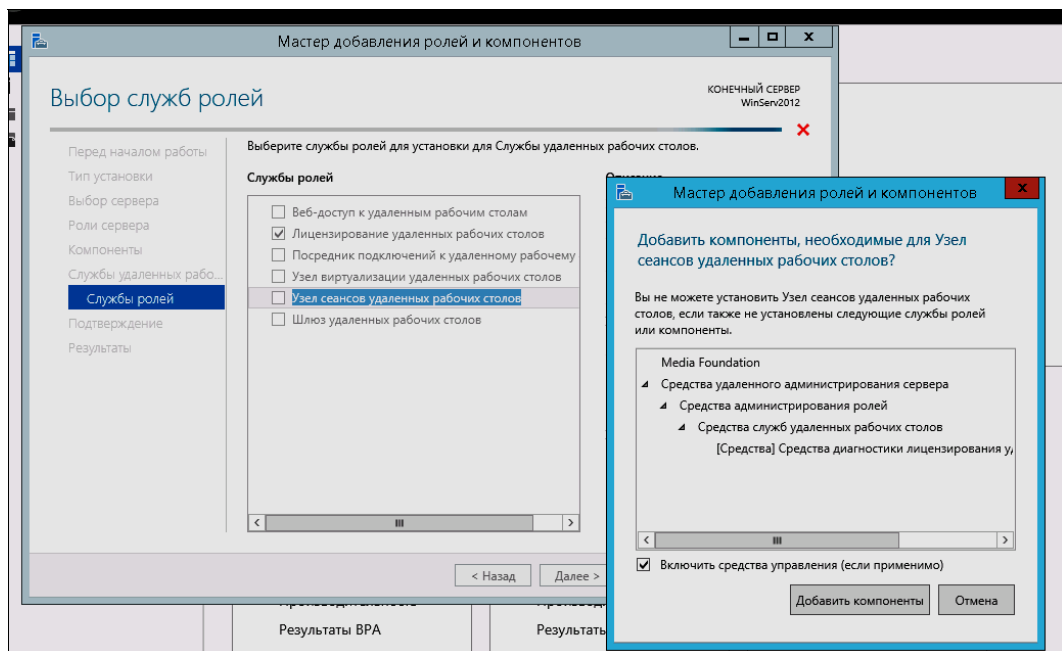 Мастер добавления ролей и компонентов
Выбор служб ролей
КОНЕЧНЫЙ СЕРВЕР
WinServ2012
Перед началом работы
Тип установки
Выбор сервера
Роли сервера
Компоненты
Службы удаленных рабо...
Службы ролей
Подтверждение
Результаты
Выберите службы ролей для установки для Службы удаленных рабочих столов.
Службы ролей
Описание
Веб-доступ к удаленным рабочим столам
Лицензирование удаленных рабочих столов
Посредник подключений к удаленному рабочему
Узел виртуализации удаленных рабочих столов
Узел сеансов удаленных рабочих столов
Шлюз удаленных рабочих столов
< Назад
Далее >
Мастер добавления ролей и компонентов
Добавить компоненты, необходимые для Узел
сеансов удаленных рабочих столов?
Вы не можете установить Узел сеансов удаленных рабочих
столов, если также не установлены следующие службы ролей
или компоненты.
Media Foundation
Средства удаленного администрирования сервера
Средства администрирования ролей
Средства служб удаленных рабочих столов
[Средства] Средства диагностики лицензирования у
Включить средства управления (если применимо)
Добавить компоненты
Отмена
Результаты BPA
Результаты